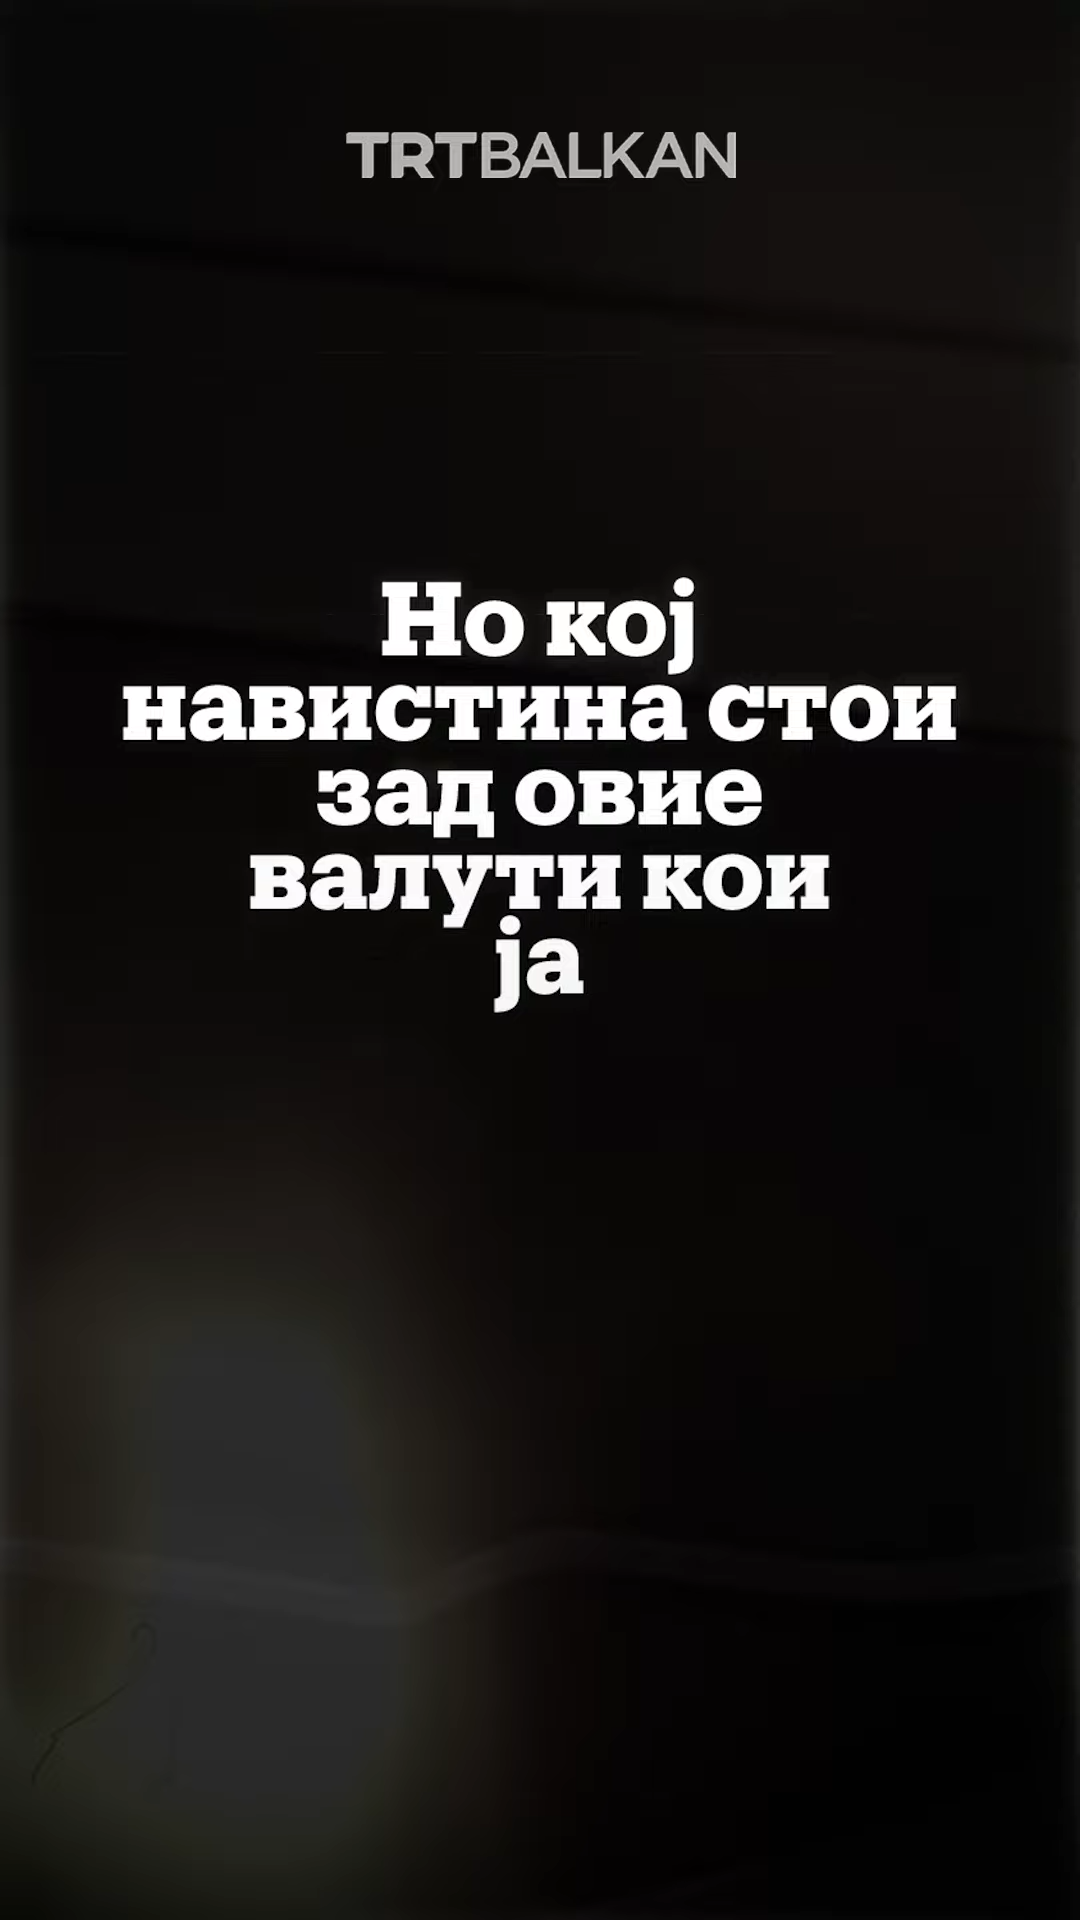 TRTBALKAN
Но кој
навистина стои
зад овие
валути кои
ја